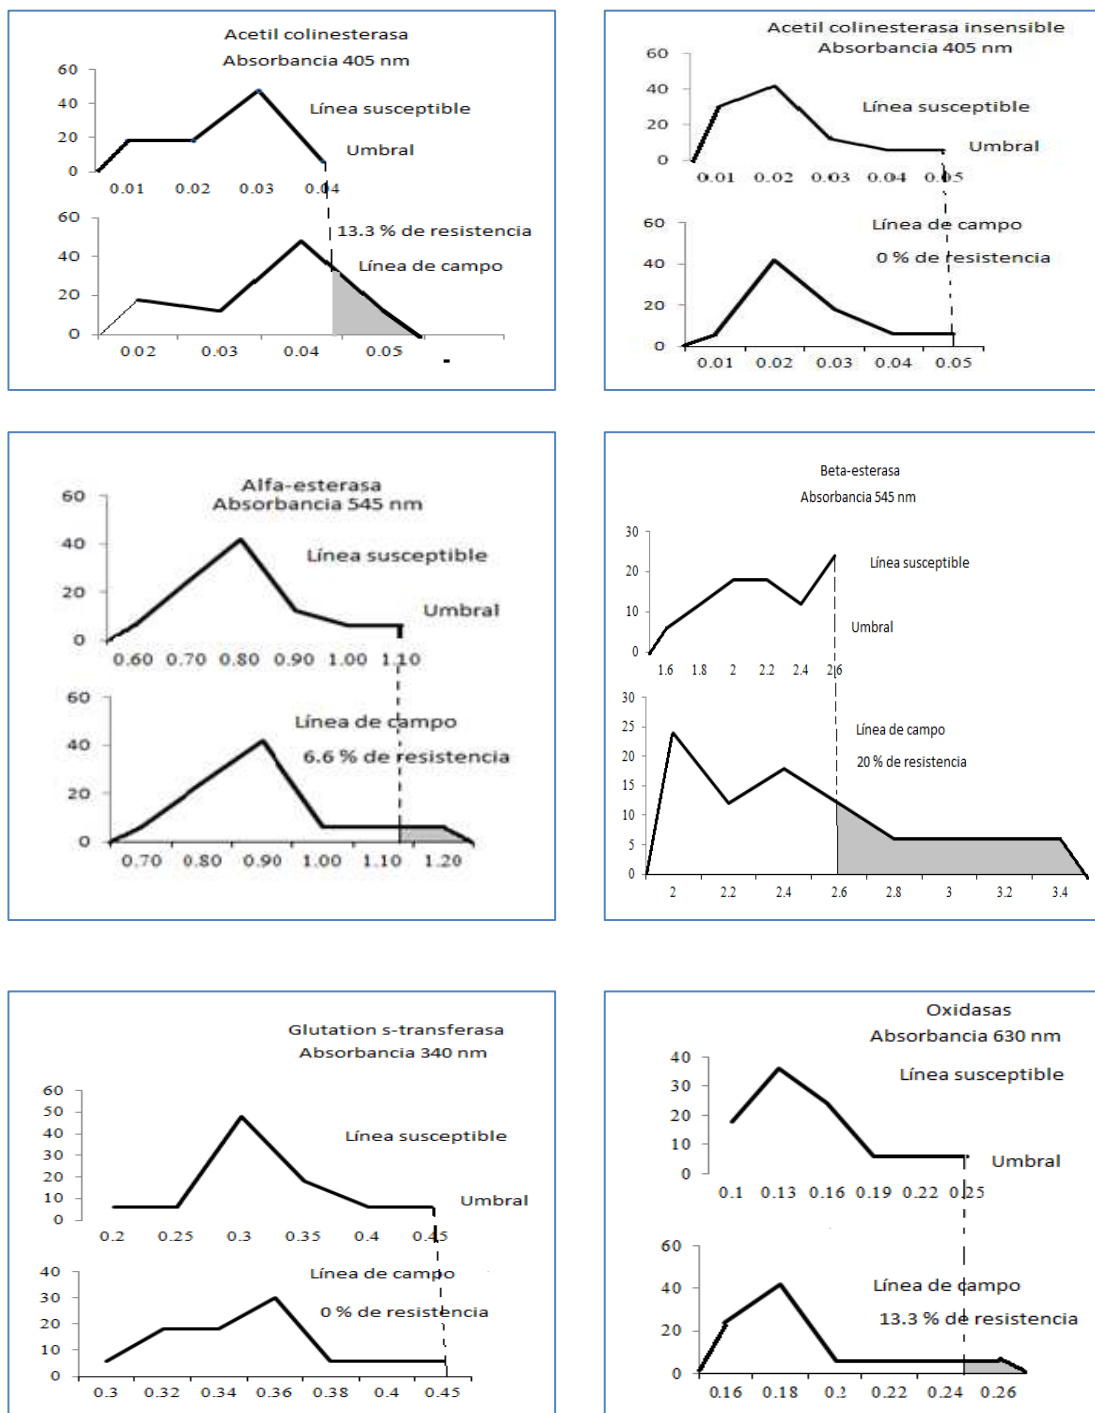 Acetil colinesterasa
Absorbancia 405 nm
60
40
20
0
Línea susceptible
Umbral
0.01 0.02 0.03 0.04
60
40
20
0
13.3 % de resistencia
Línea de campo
0.02 0.03 0.04 0.05
Acetil colinesterasa insensible
Absorbancia 405 nm
60
40
20
0
Línea susceptible
Umbral
0.01 0.02 0.03 0.04 0.05
60
40
20
0
Línea de campo
0 % de resistencia
0.01 0.02 0.03 0.04 0.05
Alfa-esterasa
Absorbancia 545 nm
60
40
20
0
Línea susceptible
Umbral
0.60 0.70 0.80 0.90 1.00 1.10
60
40
20
0
Línea de campo
6.6 % de resistencia
0.70 0.80 0.90 1.00 1.10 1.20
Beta-esterasa
Absorbancia 545 nm
30
20
10
0
Línea susceptible
Umbral
1.6 1.8 2 2.2 2.4 2.6
30
25
20
15
10
5
0
Línea de campo
20 % de resistencia
2 2.2 2.4 2.6 2.8 3 3.2 3.4
Glutation s-transferasa
Absorbancia 340 nm
60
50
40
30
20
10
0
Línea susceptible
Umbral
0.2 0.25 0.3 0.35 0.4 0.45
40
30
20
10
0
Línea de campo
0 % de resistencia
0.3 0.32 0.34 0.36 0.38 0.4 0.45
Oxidasas
Absorbancia 630 nm
40
30
20
10
0
Línea susceptible
Umbral
0.1 0.13 0.16 0.19 0.22 0.25
60
40
20
0
Línea de campo
13.3 % de resistencia
0.16 0.18 0.2 0.22 0.24 0.26